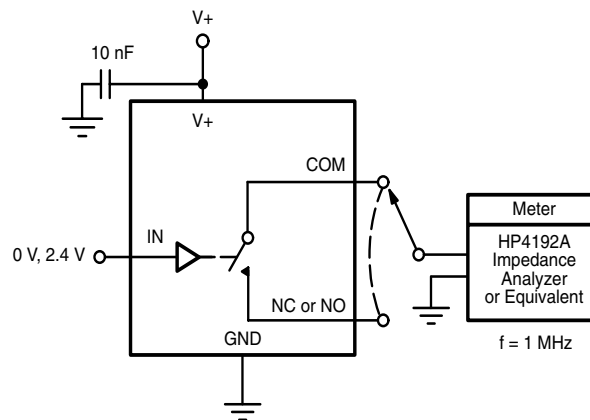 V+
10 nF
V+
COM
Meter
IN
0 V, 2.4 V
HP4192A
Impedance
Analyzer
or Equivalent
NC or NO
GND
f = 1 MHz